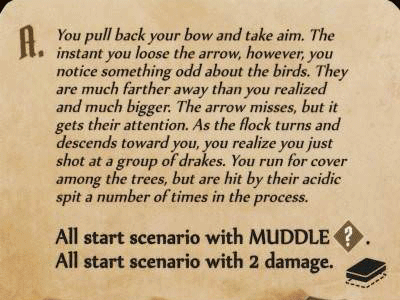 A. You pull back your bow and take aim. The
instant you loose the arrow, however, you
notice something odd about the birds. They
are much farther away than you realized
and much bigger. The arrow misses, but it
gets their attention. As the flock turns and
descends toward you, you realize you just
shot at a group of drakes. You run for cover
among the trees, but are hit by their acidic
spit a number of times in the process.
All start scenario with MUDDLE ?.
All start scenario with 2 damage.